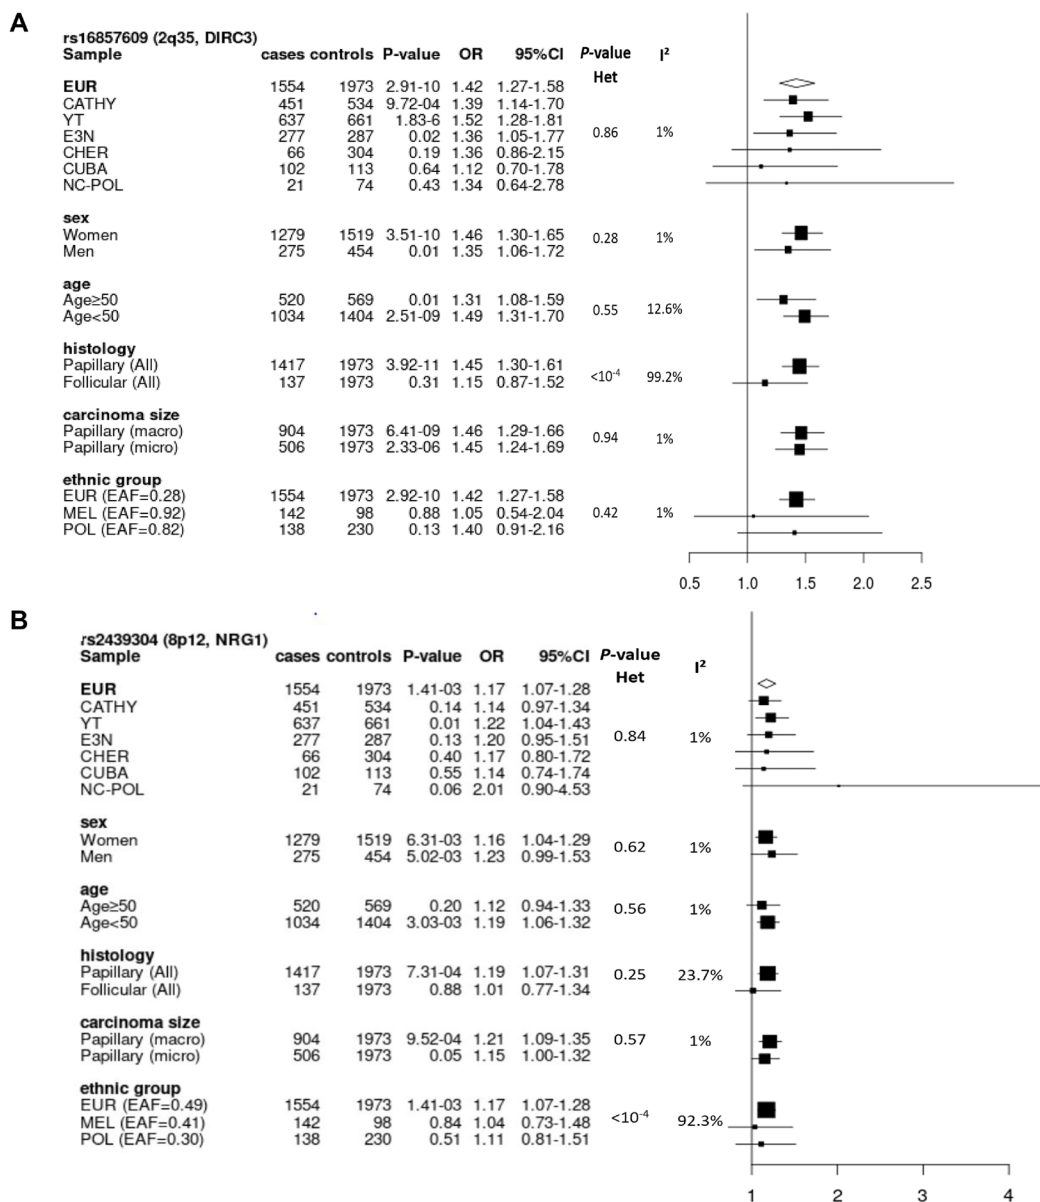 A
rs16857609 (2q35, DIRC3)
Sample cases controls P-value OR 95%CI P-value Het I²
EUR 1554 1973 2.91-10 1.42 1.27-1.58
CATHY 451 534 9.72-04 1.39 1.14-1.70
YT 637 661 1.83-6 1.52 1.28-1.81
E3N 277 287 0.02 1.36 1.05-1.77 0.86 1%
CHER 66 304 0.19 1.36 0.86-2.15
CUBA 102 113 0.64 1.12 0.70-1.78
NC-POL 21 74 0.43 1.34 0.64-2.78
sex
Women 1279 1519 3.51-10 1.46 1.30-1.65 0.28 1%
Men 275 454 0.01 1.35 1.06-1.72
age
Age≥50 520 569 0.01 1.31 1.08-1.59 0.55 12.6%
Age<50 1034 1404 2.51-09 1.49 1.31-1.70
histology
Papillary (All) 1417 1973 3.92-11 1.45 1.30-1.61 <10⁻⁴ 99.2%
Follicular (All) 137 1973 0.31 1.15 0.87-1.52
carcinoma size
Papillary (macro) 904 1973 6.41-09 1.46 1.29-1.66 0.94 1%
Papillary (micro) 506 1973 2.33-06 1.45 1.24-1.69
ethnic group
EUR (EAF=0.28) 1554 1973 2.92-10 1.42 1.27-1.58
MEL (EAF=0.92) 142 98 0.88 1.05 0.54-2.04 0.42 1%
POL (EAF=0.82) 138 230 0.13 1.40 0.91-2.16
0.5 1.0 1.5 2.0 2.5
B
rs2439304 (8p12, NRG1)
Sample cases controls P-value OR 95%CI P-value Het I²
EUR 1554 1973 1.41-03 1.17 1.07-1.28
CATHY 451 534 0.14 1.14 0.97-1.34
YT 637 661 0.01 1.22 1.04-1.43
E3N 277 287 0.13 1.20 0.95-1.51 0.84 1%
CHER 66 304 0.40 1.17 0.80-1.72
CUBA 102 113 0.55 1.14 0.74-1.74
NC-POL 21 74 0.06 2.01 0.90-4.53
sex
Women 1279 1519 6.31-03 1.16 1.04-1.29 0.62 1%
Men 275 454 5.02-03 1.23 0.99-1.53
age
Age≥50 520 569 0.20 1.12 0.94-1.33 0.56 1%
Age<50 1034 1404 3.03-03 1.19 1.06-1.32
histology
Papillary (All) 1417 1973 7.31-04 1.19 1.07-1.31 0.25 23.7%
Follicular (All) 137 1973 0.88 1.01 0.77-1.34
carcinoma size
Papillary (macro) 904 1973 9.52-04 1.21 1.09-1.35 0.57 1%
Papillary (micro) 506 1973 0.05 1.15 1.00-1.32
ethnic group
EUR (EAF=0.49) 1554 1973 1.41-03 1.17 1.07-1.28
MEL (EAF=0.41) 142 98 0.84 1.04 0.73-1.48 <10⁻⁴ 92.3%
POL (EAF=0.30) 138 230 0.51 1.11 0.81-1.51
1 2 3 4